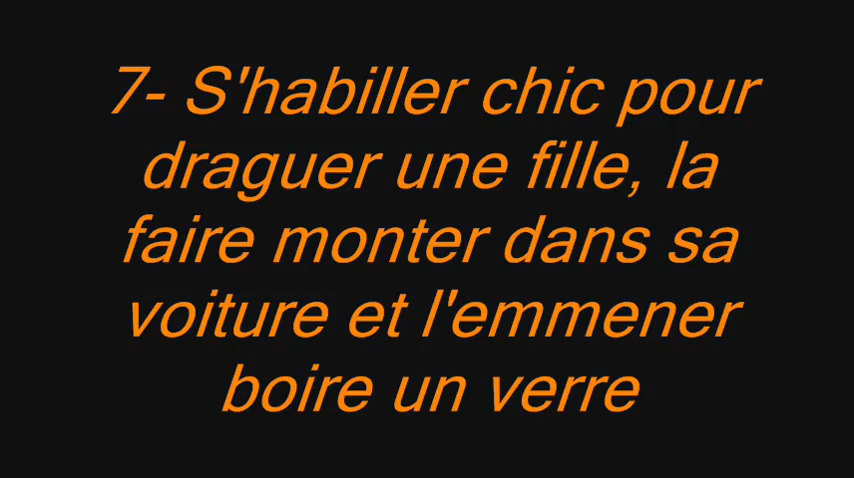 7- S'habiller chic pour
draguer une fille, la
faire monter dans sa
voiture et l'emmener
boire un verre